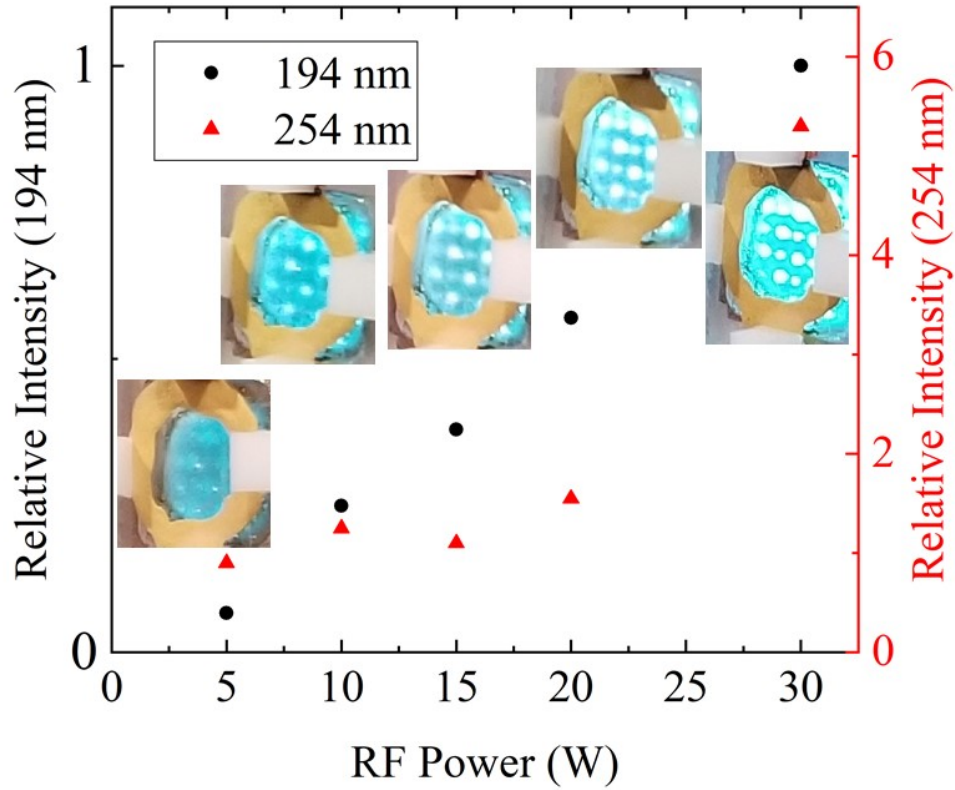 194 nm
254 nm
Relative Intensity (194 nm)
1
0
Relative Intensity (254 nm)
6
4
2
0
0 5 10 15 20 25 30
RF Power (W)